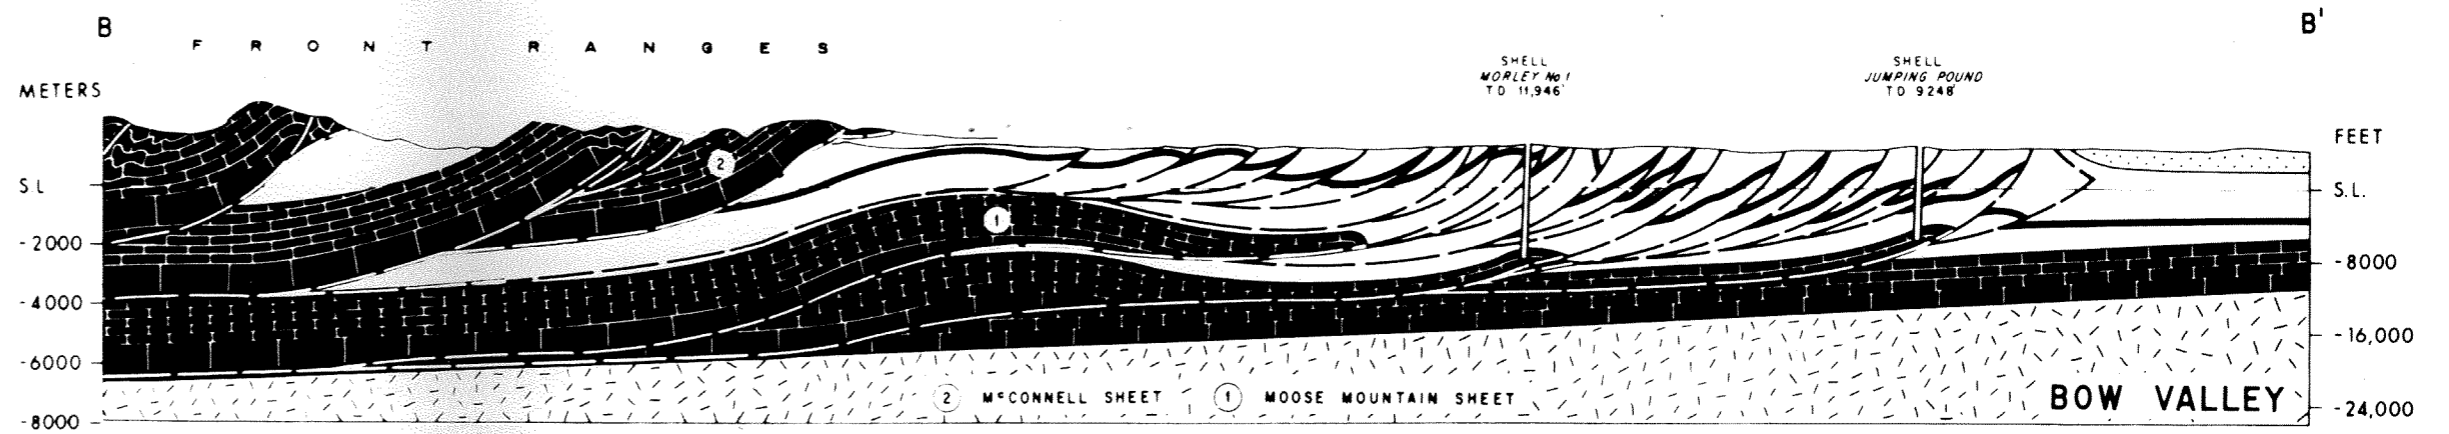 B
B'
FRONT RANGES
SHELL
MORLEY No 1
TD 11,946'
SHELL
JUMPING POUND
TD 9248'
METERS
FEET
2
S.L
S.L.
1
-2000
-8000
-4000
-6000
-16,000
2 McCONNELL SHEET 1 MOOSE MOUNTAIN SHEET
BOW VALLEY
-8000
-24,000